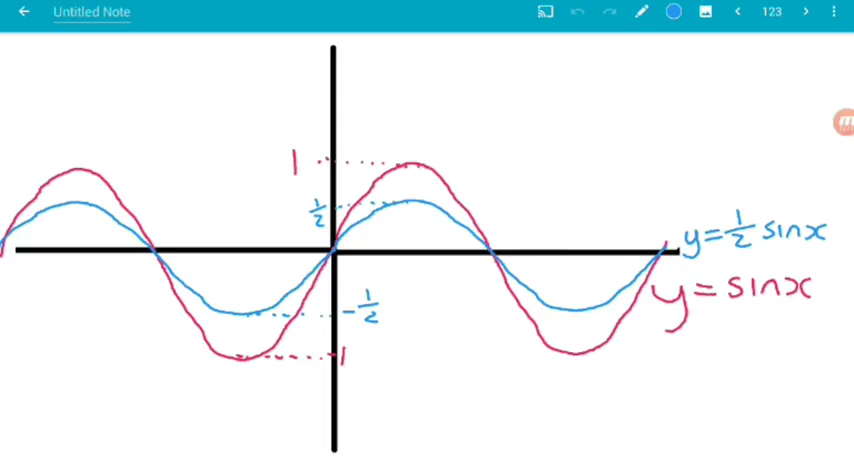 Untitled Note
123
1
1/2
y = 1/2 sinx
y = sinx
-1/2
-1